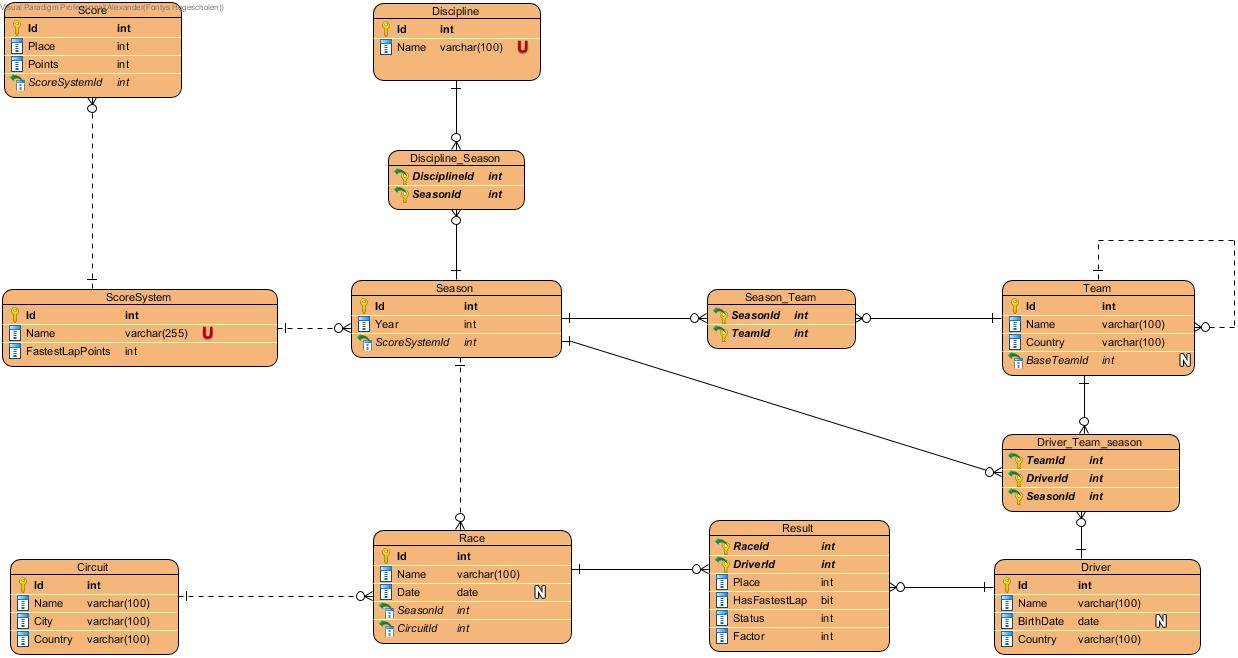 Visual Paradigm Professional(Alexander(Fontys Hogescholen))
Score
Id int
Place int
Points int
ScoreSystemId int
Discipline
Id int
Name varchar(100) U
Discipline_Season
DisciplineId int
SeasonId int
ScoreSystem
Id int
Name varchar(255) U
FastestLapPoints int
Season
Id int
Year int
ScoreSystemId int
Season_Team
SeasonId int
TeamId int
Team
Id int
Name varchar(100)
Country varchar(100)
BaseTeamId int N
Driver_Team_season
TeamId int
DriverId int
SeasonId int
Circuit
Id int
Name varchar(100)
City varchar(100)
Country varchar(100)
Race
Id int
Name varchar(100)
Date date N
SeasonId int
CircuitId int
Result
RaceId int
DriverId int
Place int
HasFastestLap bit
Status int
Factor int
Driver
Id int
Name varchar(100)
BirthDate date N
Country varchar(100)